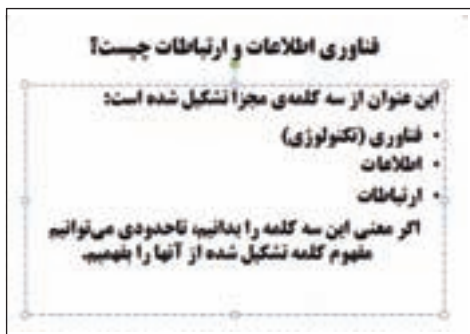 فناوری اطلاعات و ارتباطات چیست؟
این عنوان از سه کلمه‌ی مجزا تشکیل شده است:
• فناوری (تکنولوژی)
• اطلاعات
• ارتباطات
اگر معنی این سه کلمه را بدانیم، تاحدودی می‌توانیم
مفهوم کلمه تشکیل شده از آنها را بفهمیم.